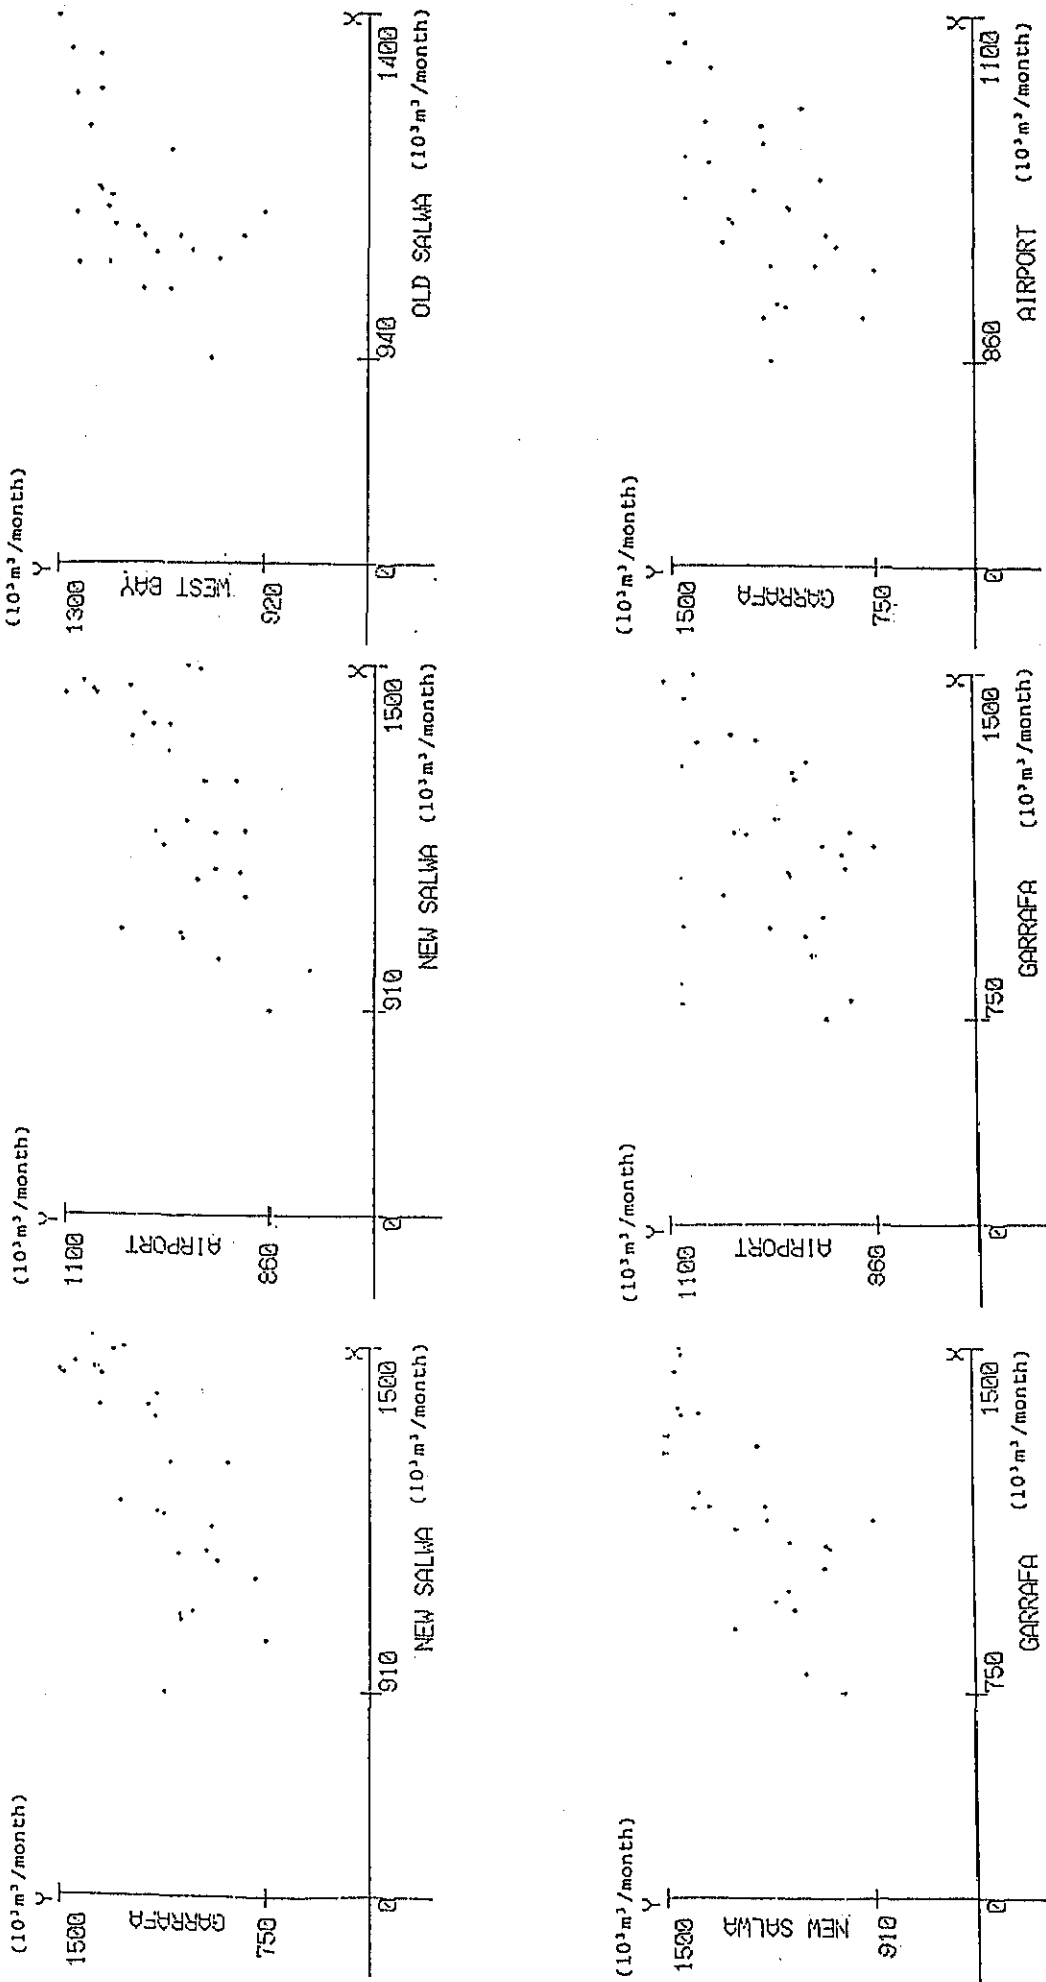 (10³m³/month)
Y
1500
GARRAFA
750
0
910
1500
X
NEW SALWA (10³m³/month)
(10³m³/month)
Y
1100
AIRPORT
860
0
910
1500
X
NEW SALWA (10³m³/month)
(10³m³/month)
Y
1300
WEST BAY
920
0
940
1400
X
OLD SALWA (10³m³/month)
(10³m³/month)
Y
1500
NEW SALWA
910
0
750
1500
X
GARRAFA (10³m³/month)
(10³m³/month)
Y
1100
AIRPORT
860
0
750
1500
X
GARRAFA (10³m³/month)
(10³m³/month)
Y
1500
GARRAFA
750
0
860
1100
X
AIRPORT (10³m³/month)